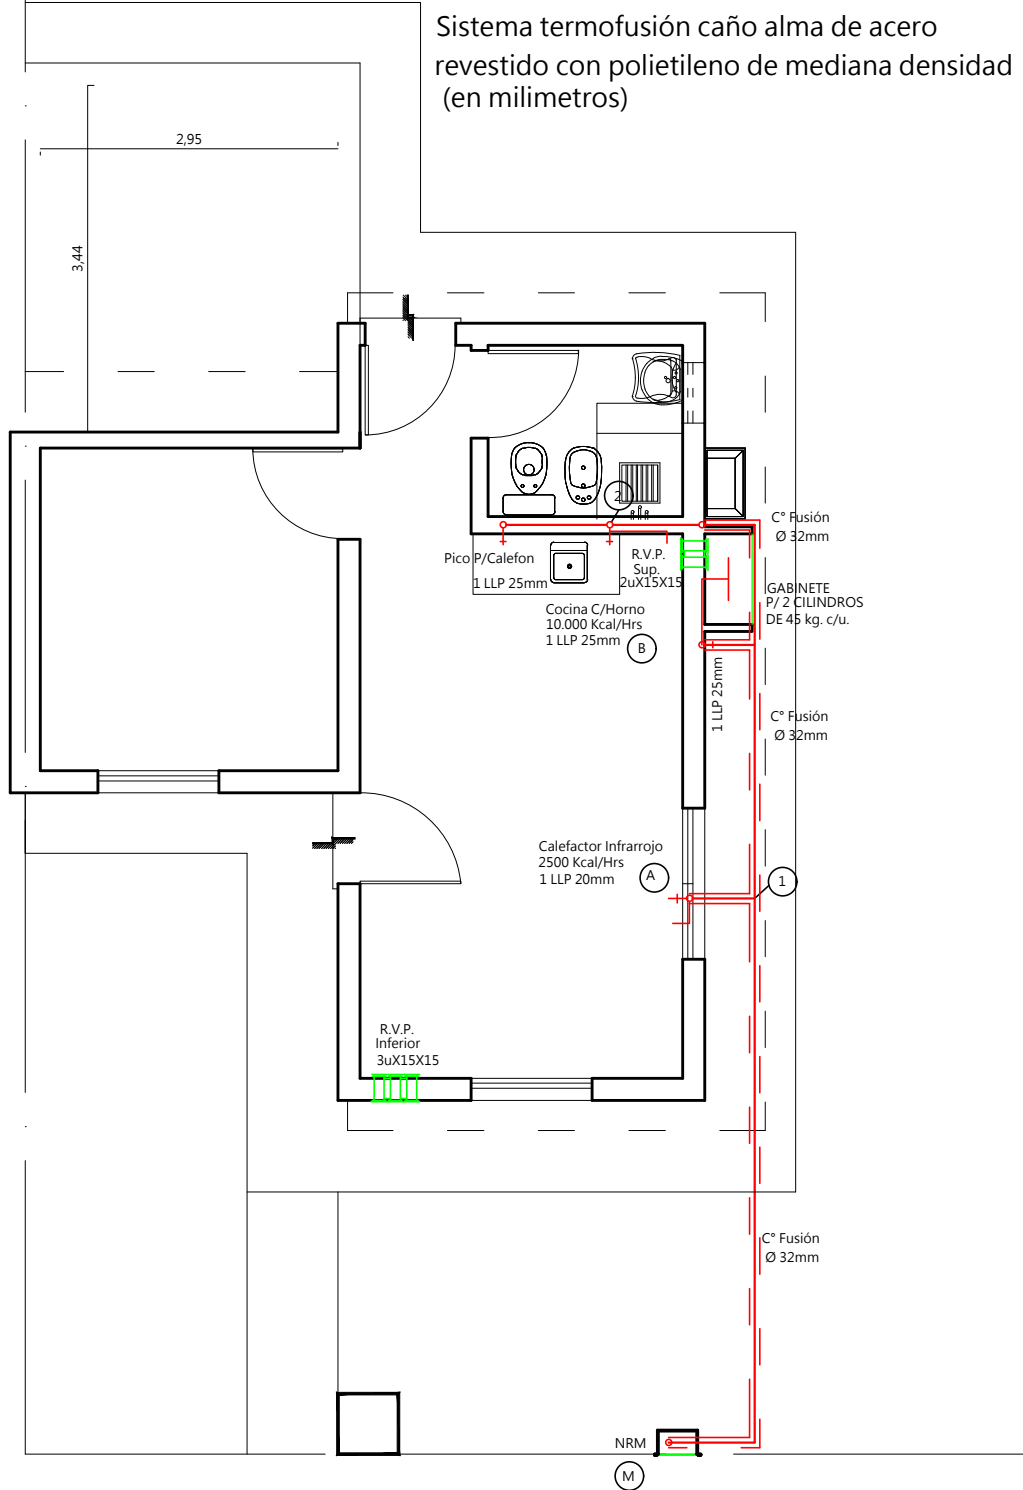 Sistema termofusión caño alma de acero
revestido con polietileno de mediana densidad
(en milimetros)
2,95
3,44
2
C° Fusión
Ø 32mm
Pico P/Calefon
1 LLP 25mm
R.V.P.
Sup.
2uX15X15
GABINETE
P/ 2 CILINDROS
DE 45 kg. c/u.
Cocina C/Horno
10.000 Kcal/Hrs
1 LLP 25mm
B
1 LLP 25mm
C° Fusión
Ø 32mm
Calefactor Infrarrojo
2500 Kcal/Hrs
1 LLP 20mm
A
1
R.V.P.
Inferior
3uX15X15
C° Fusión
Ø 32mm
NRM
M